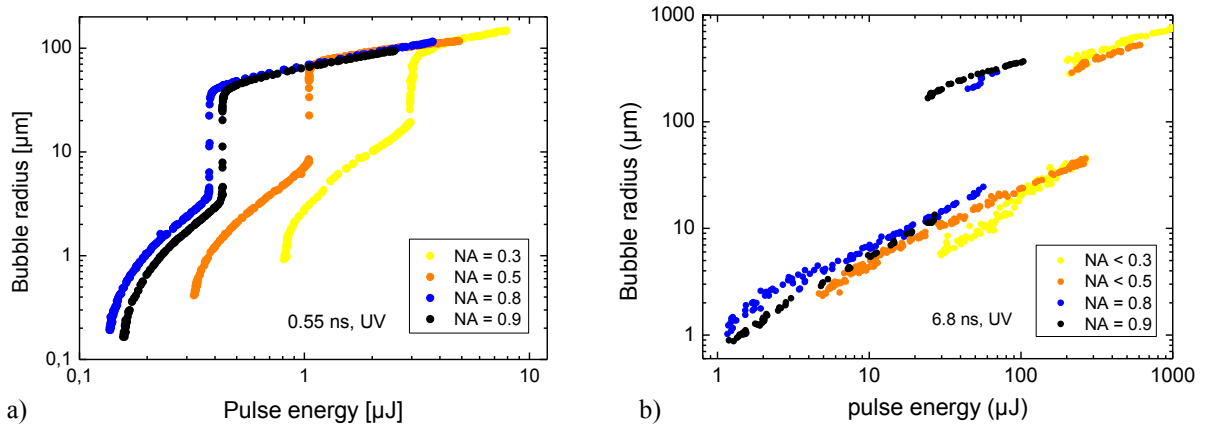 Bubble radius [µm]
100
10
1
0,1
0,1
1
10
Pulse energy [µJ]
0.55 ns, UV
NA = 0.3
NA = 0.5
NA = 0.8
NA = 0.9
a)
Bubble radius (µm)
1000
100
10
1
1
10
100
1000
pulse energy (µJ)
6.8 ns, UV
NA < 0.3
NA < 0.5
NA = 0.8
NA = 0.9
b)